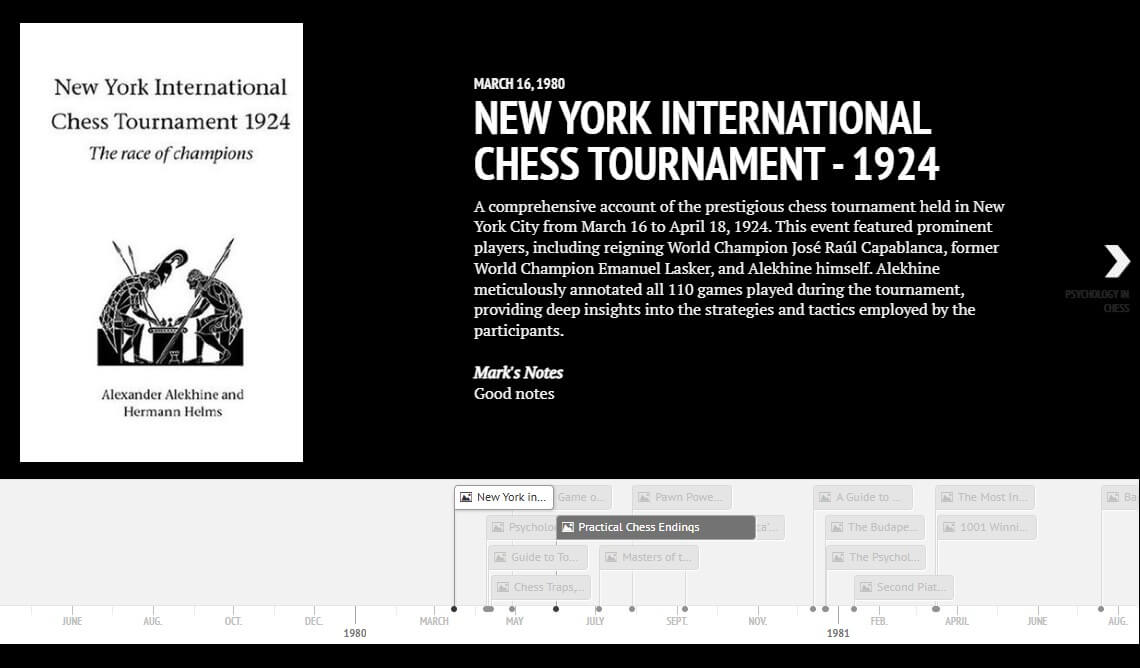 New York International
Chess Tournament 1924
The race of champions
Alexander Alekhine and
Hermann Helms
MARCH 16, 1980
NEW YORK INTERNATIONAL
CHESS TOURNAMENT - 1924
A comprehensive account of the prestigious chess tournament held in New
York City from March 16 to April 18, 1924. This event featured prominent
players, including reigning World Champion José Raúl Capablanca, former
World Champion Emanuel Lasker, and Alekhine himself. Alekhine
meticulously annotated all 110 games played during the tournament,
providing deep insights into the strategies and tactics employed by the
participants.
Mark's Notes
Good notes
PSYCHOLOGY IN
CHESS
New York in... Game o... Pawn Powe... A Guide to ... The Most In... Ba
Psycholo Practical Chess Endings ca'... The Budape... 1001 Winni...
Guide to To... Masters of t... The Psychol...
Chess Traps,... Second Piat...
JUNE AUG. OCT. DEC. MARCH MAY JULY SEPT. NOV. FEB. APRIL JUNE AUG.
1980 1981